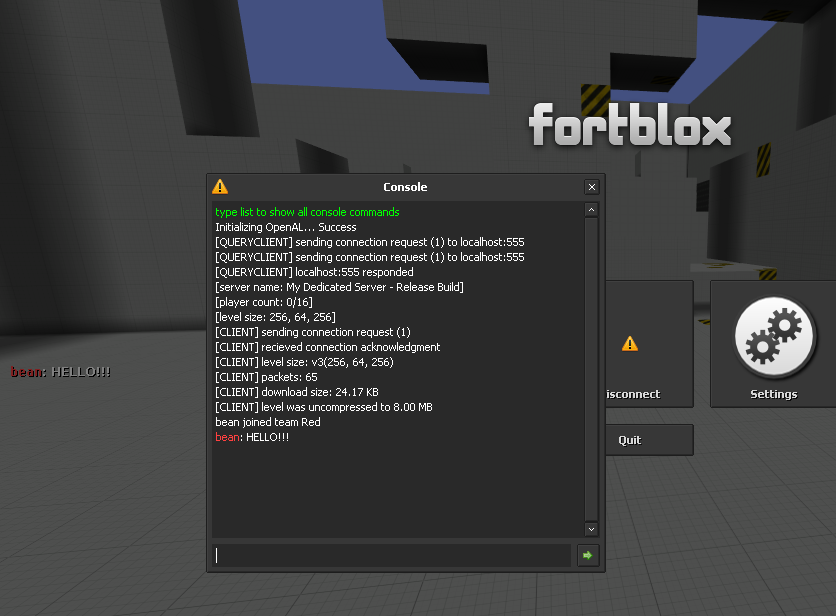 fortblox
Console
type list to show all console commands
Initializing OpenAL... Success
[QUERYCLIENT] sending connection request (1) to localhost:555
[QUERYCLIENT] sending connection request (1) to localhost:555
[QUERYCLIENT] localhost:555 responded
[server name: My Dedicated Server - Release Build]
[player count: 0/16]
[level size: 256, 64, 256]
[CLIENT] sending connection request (1)
[CLIENT] recieved connection acknowledgment
[CLIENT] level size: v3(256, 64, 256)
[CLIENT] packets: 65
[CLIENT] download size: 24.17 KB
[CLIENT] level was uncompressed to 8.00 MB
bean joined team Red
bean: HELLO!!!
bean: HELLO!!!
isconnect
Settings
Quit